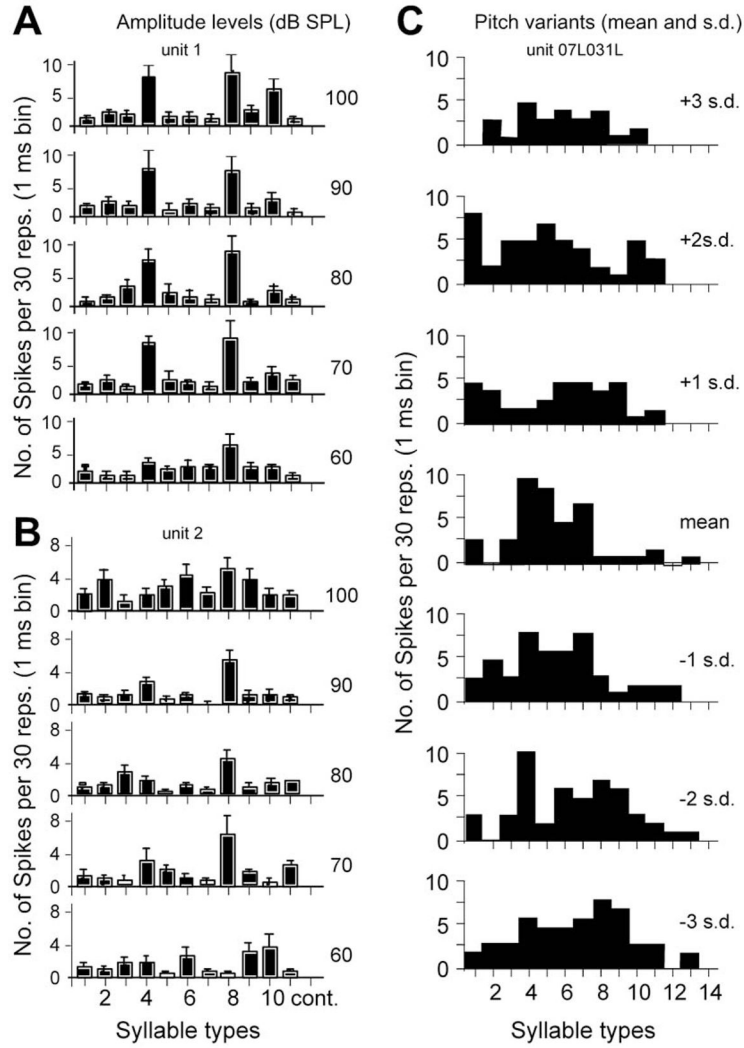 A
Amplitude levels (dB SPL)
unit 1
No. of Spikes per 30 reps. (1 ms bin)
10
5
0
100
10
5
0
90
10
5
0
80
10
5
0
70
10
5
0
60
B
unit 2
No. of Spikes per 30 reps. (1 ms bin)
8
4
0
100
8
4
0
90
8
4
0
80
8
4
0
70
8
4
0
60
2 4 6 8 10 cont.
Syllable types
C
Pitch variants (mean and s.d.)
unit 07L031L
No. of Spikes per 30 reps. (1 ms bin)
10
5
0
+3 s.d.
10
5
0
+2s.d.
10
5
0
+1 s.d.
10
5
0
mean
10
5
0
-1 s.d.
10
5
0
-2 s.d.
10
5
0
-3 s.d.
2 4 6 8 10 12 14
Syllable types